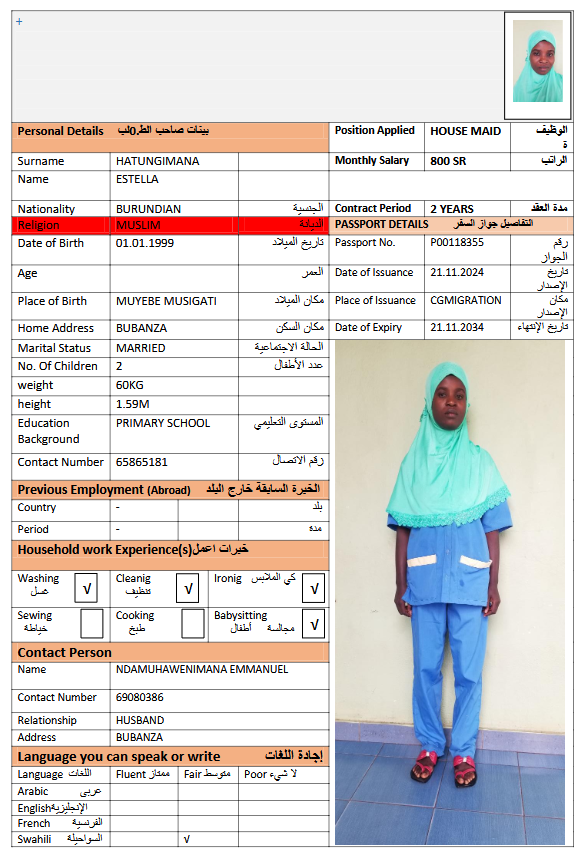 Personal Details بينات صاحب الط0لب
Position Applied HOUSE MAID الوظيفة
Surname HATUNGIMANA
Monthly Salary 800 SR الراتب
Name ESTELLA
Nationality BURUNDIAN الجنسية
Contract Period 2 YEARS مدة العقد
Religion MUSLIM الديانة
PASSPORT DETAILS التفاصيل جواز السفر
Date of Birth 01.01.1999 تاريخ الميلاد
Passport No. P00118355 رقم الجواز
Age العمر
Date of Issuance 21.11.2024 تاريخ الإصدار
Place of Birth MUYEBE MUSIGATI مكان الميلاد
Place of Issuance CGMIGRATION مكان الإصدار
Home Address BUBANZA مكان السكن
Date of Expiry 21.11.2034 تاريخ الإنتهاء
Marital Status MARRIED الحالة الاجتماعية
No. Of Children 2 عدد الأطفال
weight 60KG
height 1.59M
Education Background PRIMARY SCHOOL المستوى التعليمي
Contact Number 65865181 رقم الاتصال
Previous Employment (Abroad) الخبرة السابقة خارج البلد
Country - بلد
Period - مدة
Household work Experience(s) خبرات اعمل
Washing غسل √ Cleanig تنظيف √ Ironig كي الملابس √
Sewing خياطة Cooking طبخ Babysitting مجالسة أطفال √
Contact Person
Name NDAMUHAWENIMANA EMMANUEL
Contact Number 69080386
Relationship HUSBAND
Address BUBANZA
Language you can speak or write إجادة اللغات
Language اللغات Fluent ممتاز Fair متوسط Poor لا شيء
Arabic عربى
English الإنجليزية
French الفرنسية
Swahili السواحيلة √